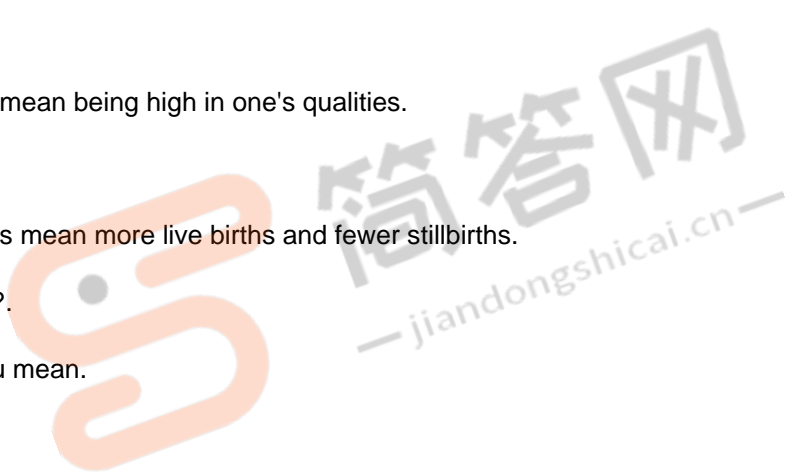 mean being high in one's qualities.
s mean more live births and fewer stillbirths.
?.
u mean.
简答网
— jiandongshicai.cn —